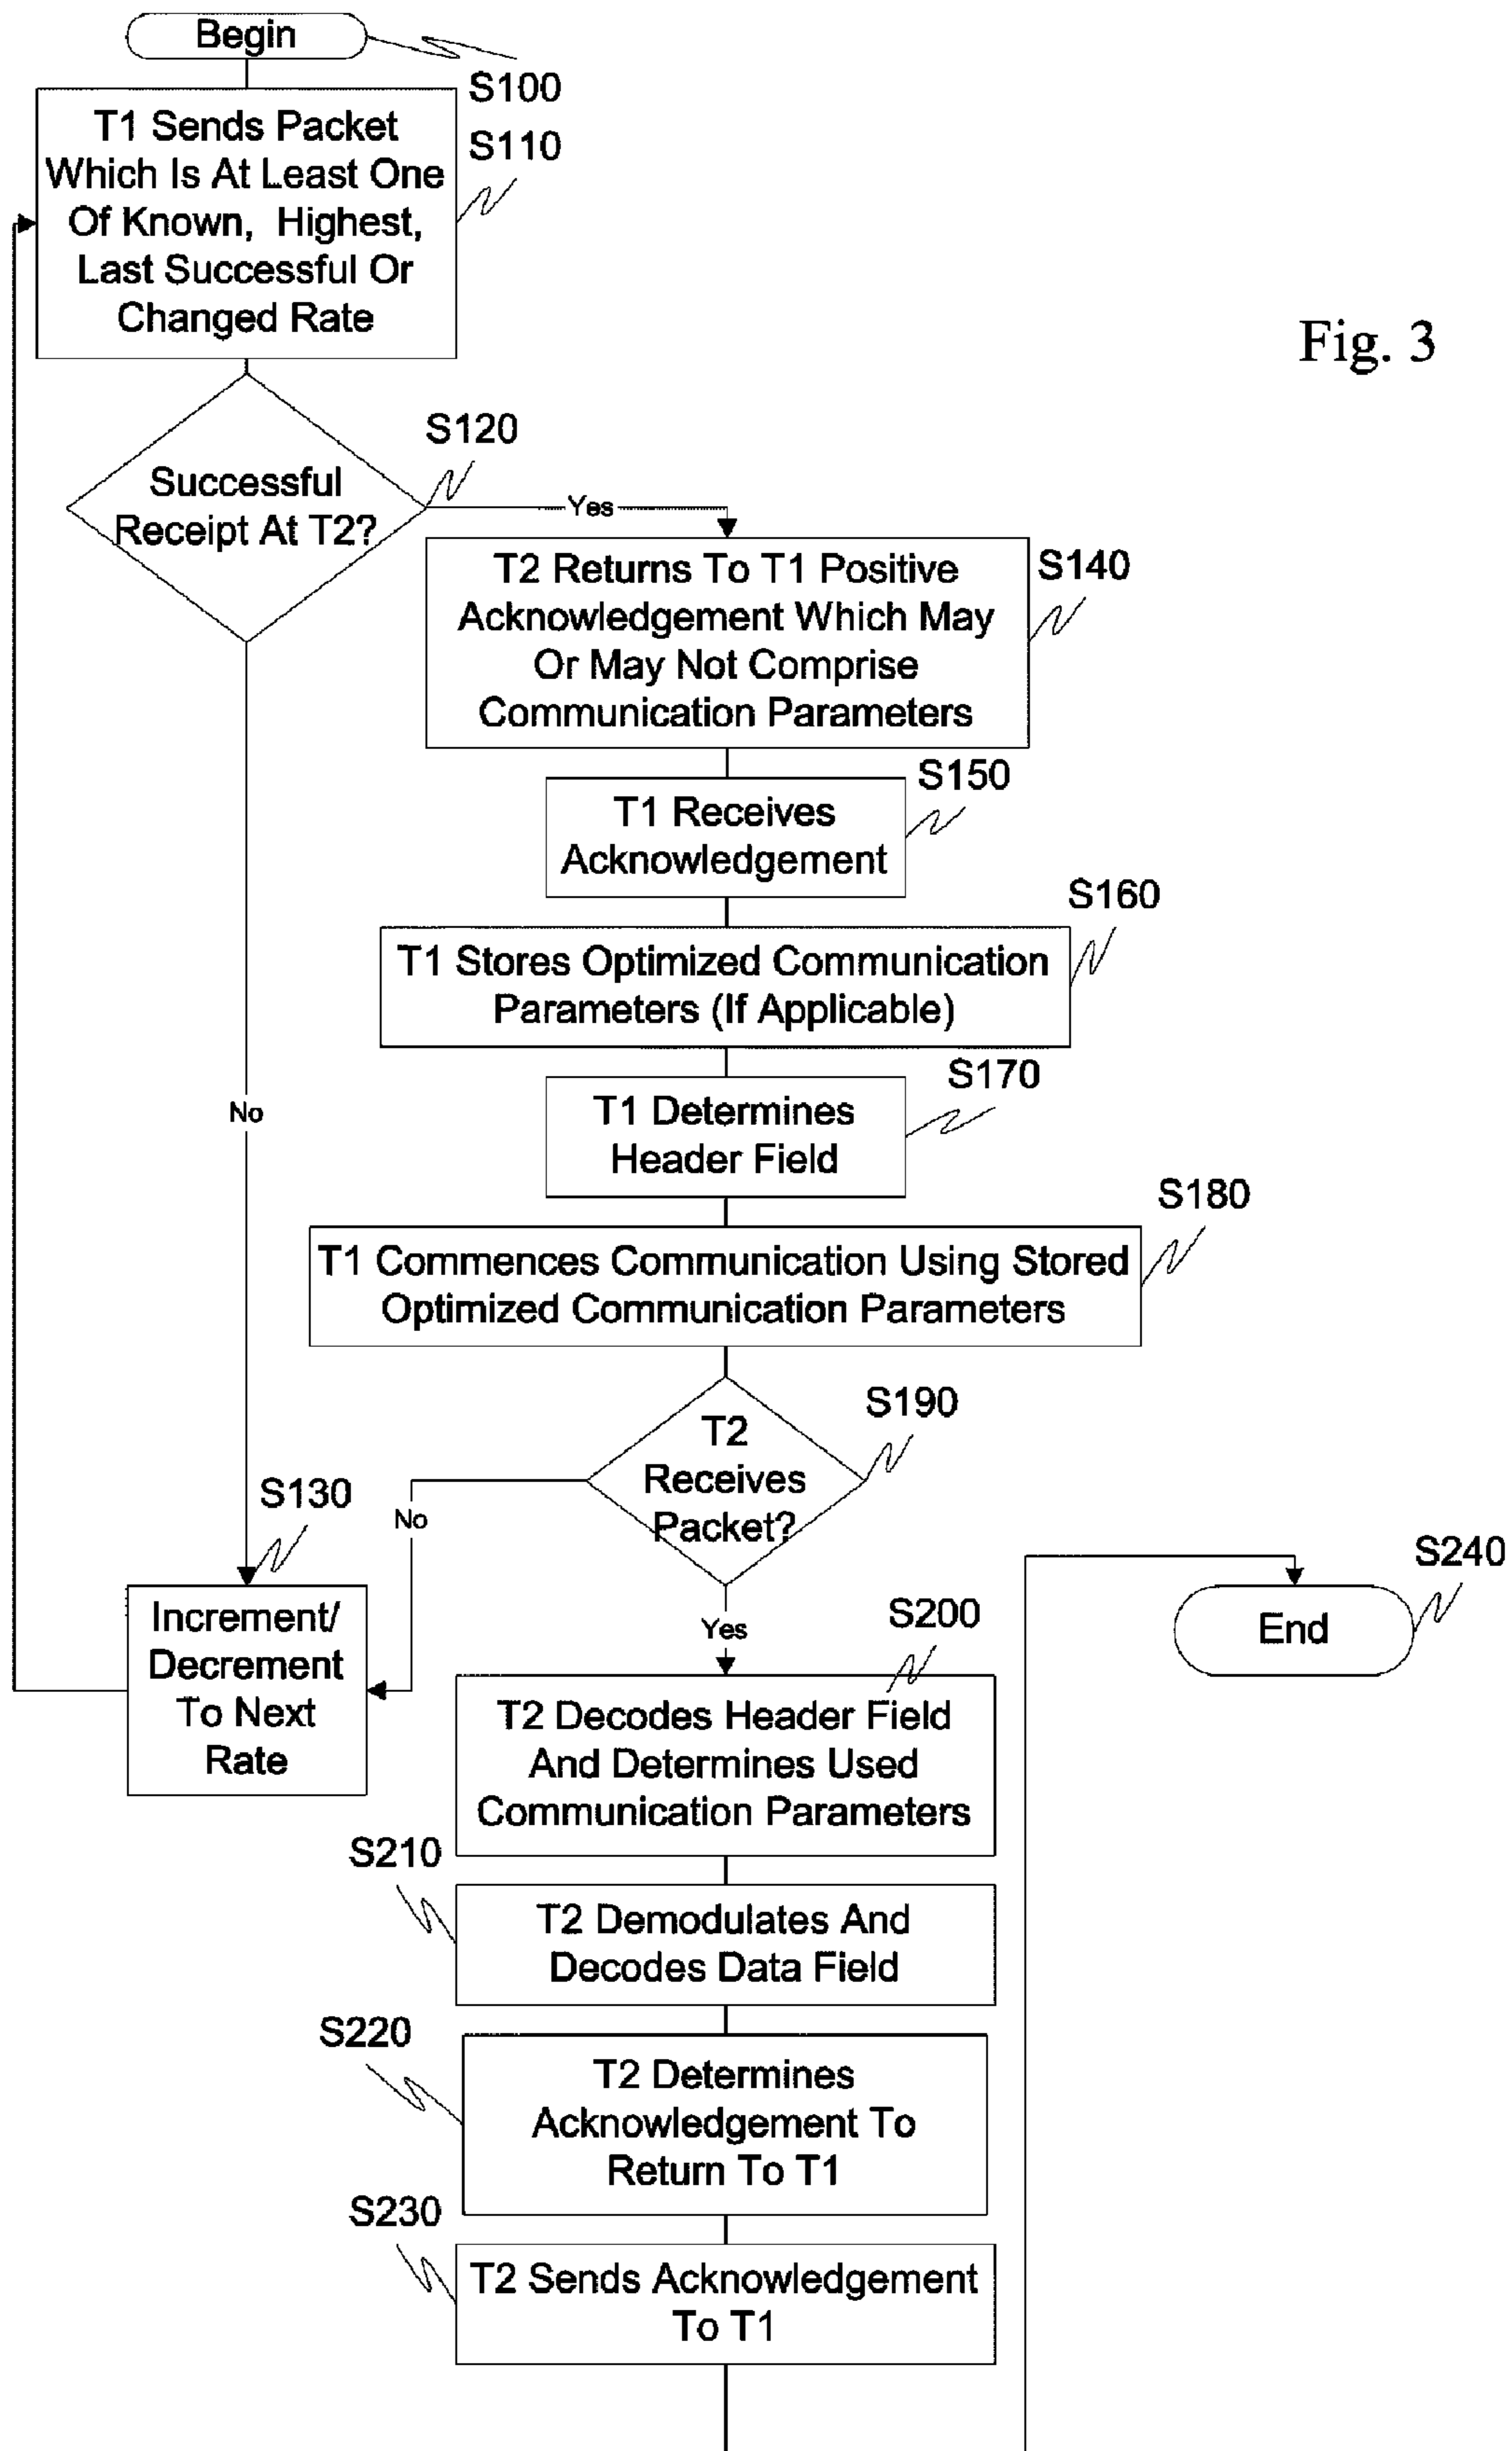 Begin
S100
T1 Sends Packet
Which Is At Least One
Of Known, Highest,
Last Successful Or
Changed Rate
S110
Fig. 3
Successful
Receipt At T2?
S120
Yes
T2 Returns To T1 Positive
Acknowledgement Which May
Or May Not Comprise
Communication Parameters
S140
T1 Receives
Acknowledgement
S150
T1 Stores Optimized Communication
Parameters (If Applicable)
S160
T1 Determines
Header Field
S170
No
T1 Commences Communication Using Stored
Optimized Communication Parameters
S180
T2
Receives
Packet?
S190
No
S130
Increment/
Decrement
To Next
Rate
Yes
S200
T2 Decodes Header Field
And Determines Used
Communication Parameters
End
S240
S210
T2 Demodulates And
Decodes Data Field
S220
T2 Determines
Acknowledgement To
Return To T1
S230
T2 Sends Acknowledgement
To T1